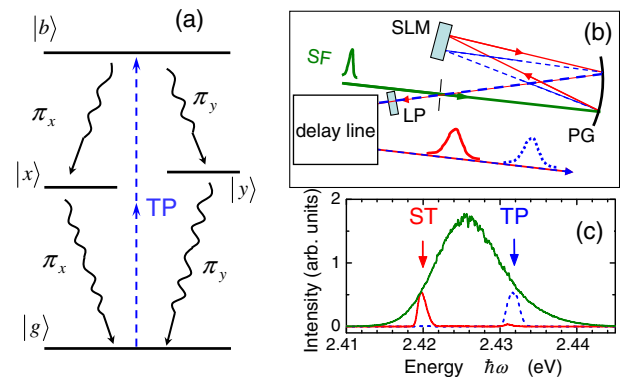 (a)
|b⟩
π_x
π_y
|x⟩
|y⟩
TP
π_x
π_y
|g⟩
(b)
SLM
SF
LP
PG
delay line
(c)
ST
TP
Intensity (arb. units)
2
1
0
2.41 2.42 2.43 2.44
Energy ℏω (eV)